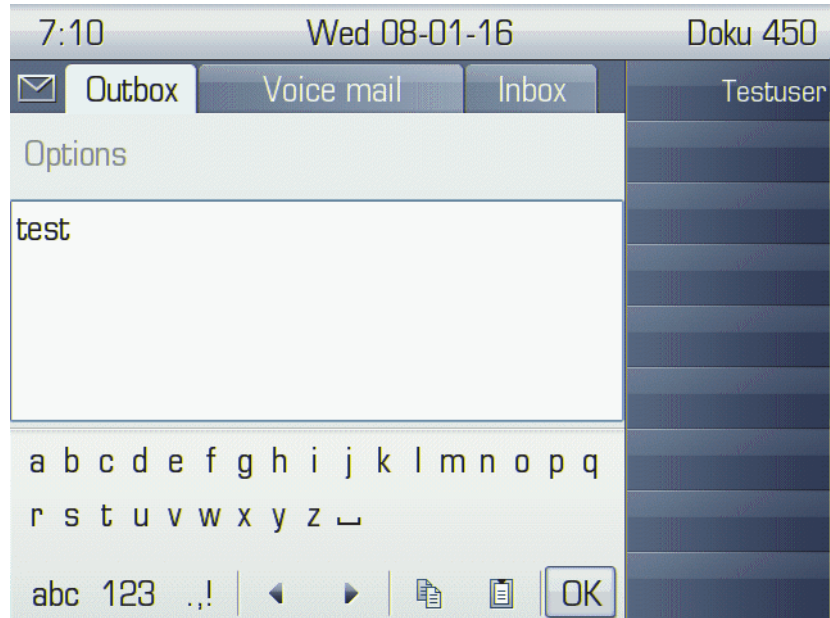 7:10 Wed 08-01-16 Doku 450
Outbox Voice mail Inbox Testuser
Options
test
a b c d e f g h i j k l m n o p q
r s t u v w x y z ⌴
abc 123 .,! OK